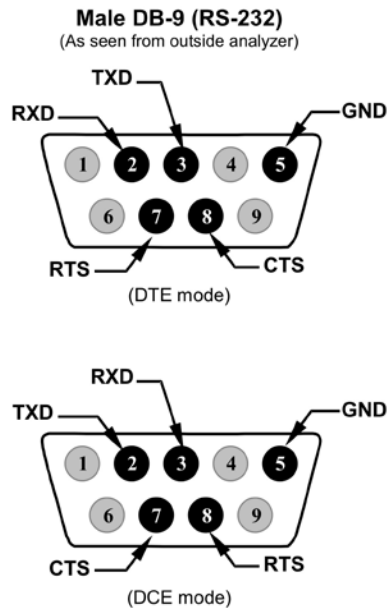 Male DB-9 (RS-232)
(As seen from outside analyzer)
TXD
RXD
GND
1 2 3 4 5
6 7 8 9
RTS
CTS
(DTE mode)
RXD
TXD
GND
1 2 3 4 5
6 7 8 9
CTS
RTS
(DCE mode)